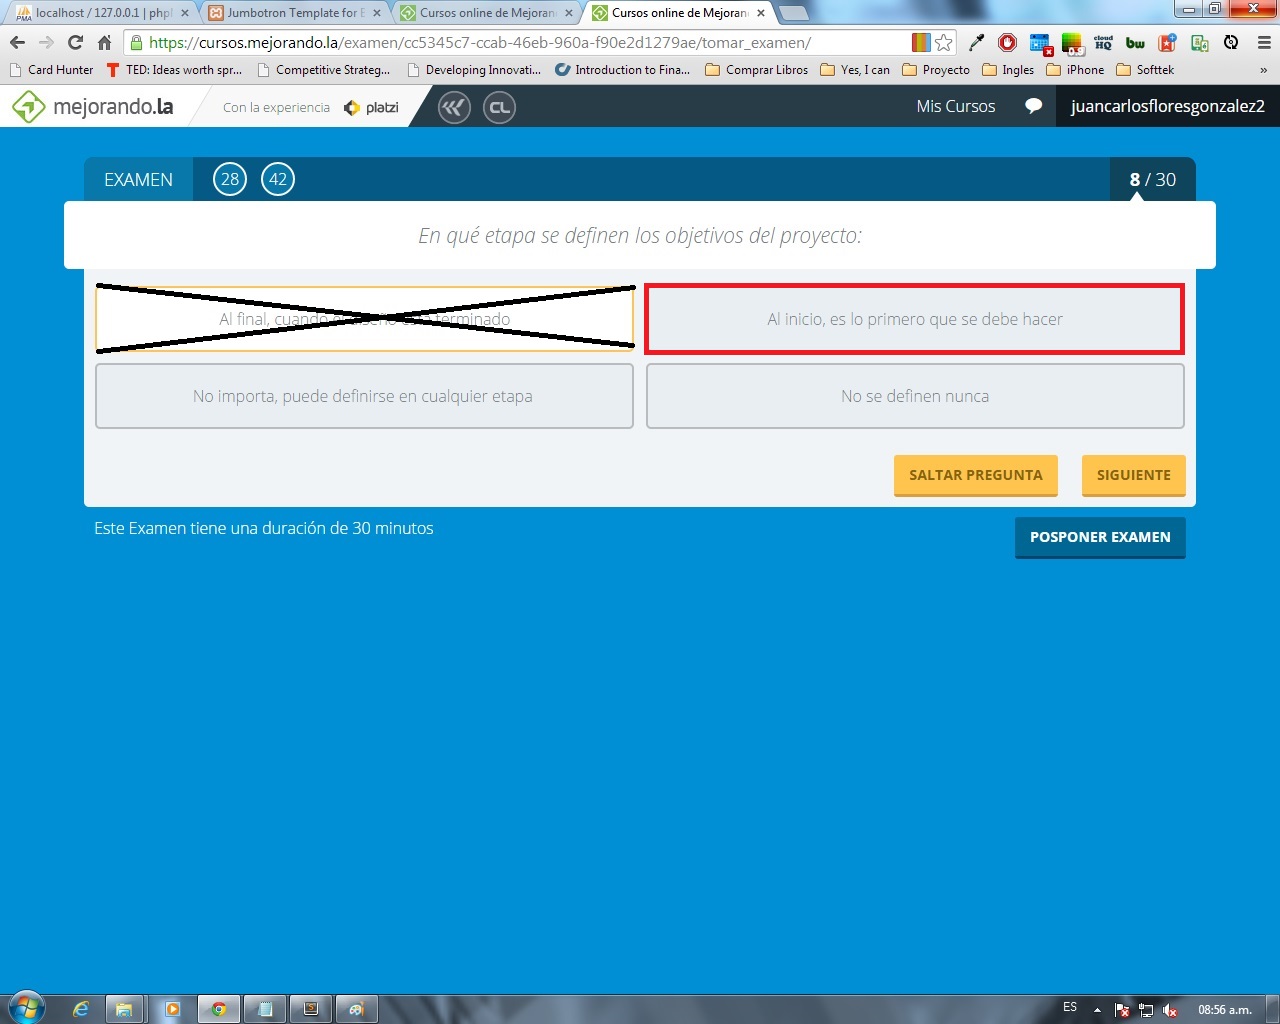 localhost / 127.0.0.1 | php
Jumbotron Template for
Cursos online de Mejoran
Cursos online de Mejoran
https://cursos.mejorando.la/examen/cc5345c7-ccab-46eb-960a-f90e2d1279ae/tomar_examen/
Card Hunter
TED: Ideas worth spr...
Competitive Strateg...
Developing Innovati...
Introduction to Fina...
Comprar Libros
Yes, I can
Proyecto
Ingles
iPhone
Softtek
»
mejorando.la
Con la experiencia
platzi
CL
Mis Cursos
juancarlosfloresgonzalez2
EXAMEN
28
42
8 / 30
En qué etapa se definen los objetivos del proyecto:
Al final, cuando el diseño está terminado
Al inicio, es lo primero que se debe hacer
No importa, puede definirse en cualquier etapa
No se definen nunca
SALTAR PREGUNTA
SIGUIENTE
Este Examen tiene una duración de 30 minutos
POSPONER EXAMEN
ES
08:56 a.m.